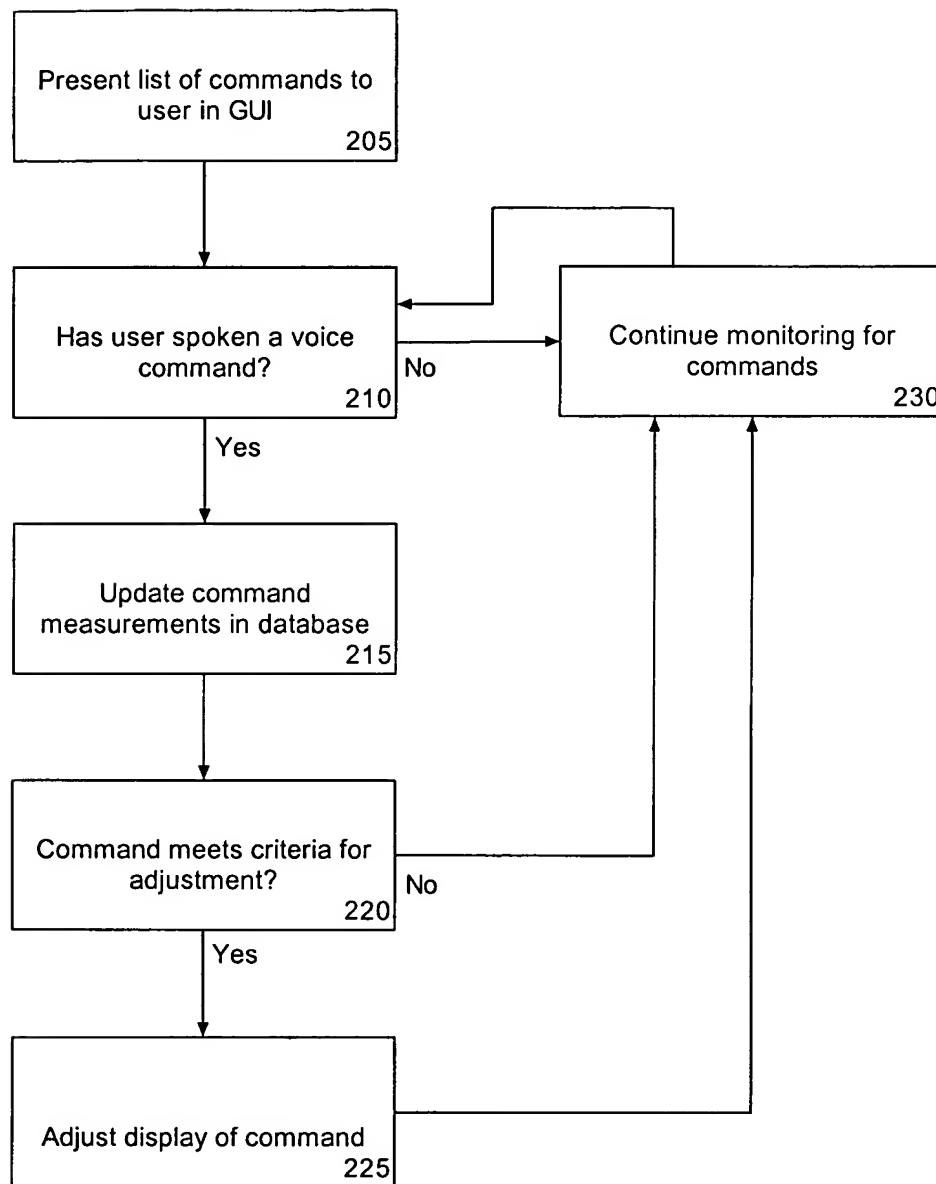 Present list of commands to
user in GUI
205
Has user spoken a voice
command?
210
No
Continue monitoring for
commands
230
Yes
Update command
measurements in database
215
Command meets criteria for
adjustment?
220
No
Yes
Adjust display of command
225